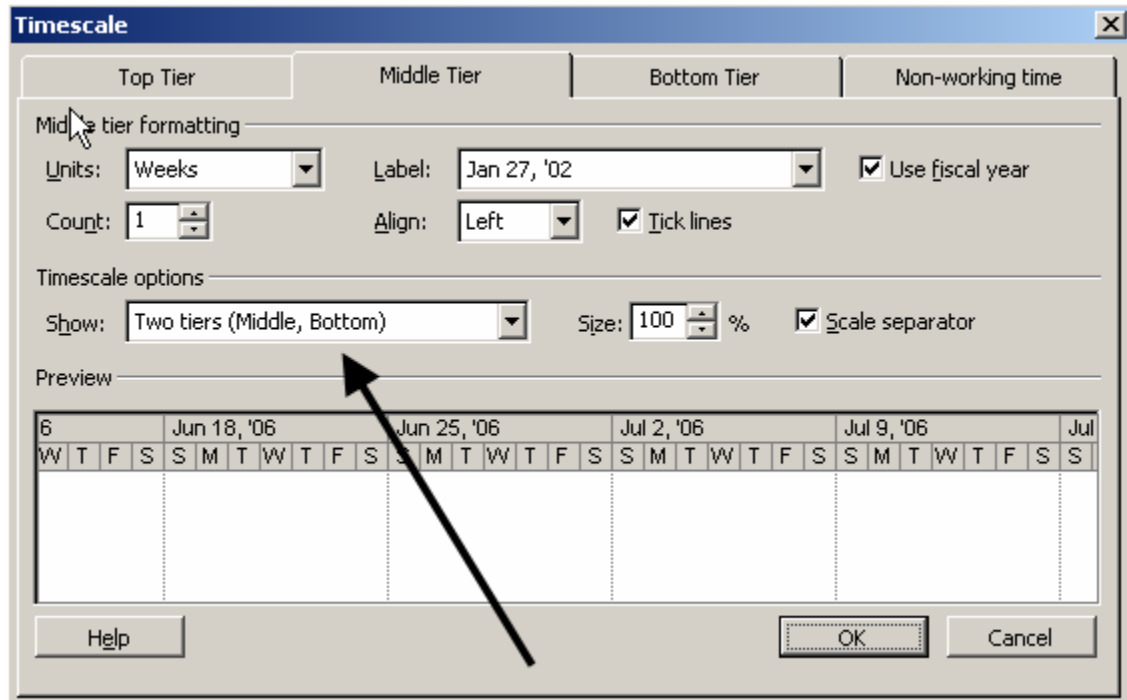 Timescale
Top Tier Middle Tier Bottom Tier Non-working time
Middle tier formatting
Units: Weeks Label: Jan 27, '02 Use fiscal year
Count: 1 Align: Left Tick lines
Timescale options
Show: Two tiers (Middle, Bottom) Size: 100 % Scale separator
Preview
6 Jun 18, '06 Jun 25, '06 Jul 2, '06 Jul 9, '06 Jul
W T F S S M T W T F S S M T W T F S S M T W T F S S M T W T F S S
Help OK Cancel